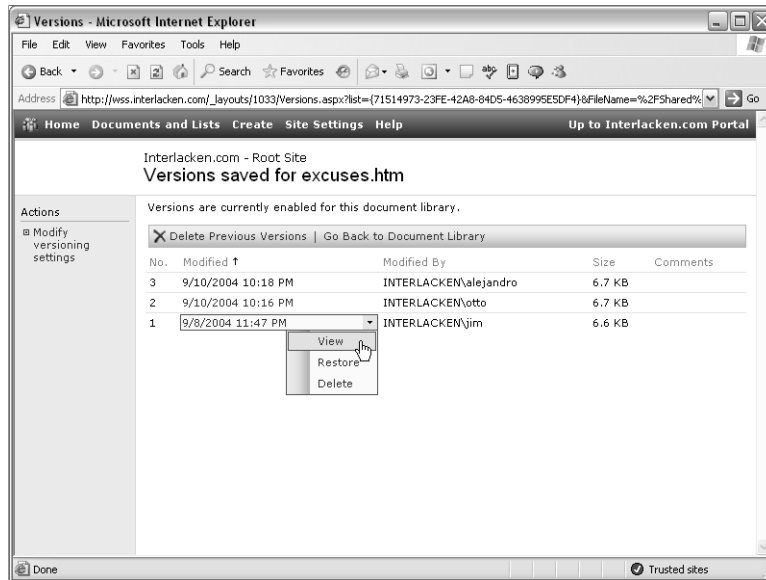 Versions - Microsoft Internet Explorer
File Edit View Favorites Tools Help
Back Search Favorites
Address http://wss.interlacken.com/_layouts/1033/Versions.aspx?list={71514973-23FE-42A8-84D5-4638995E5DF4}&FileName=%2FShared% Go
Home Documents and Lists Create Site Settings Help Up to Interlacken.com Portal
Interlacken.com - Root Site
Versions saved for excuses.htm
Actions
Modify versioning settings
Versions are currently enabled for this document library.
Delete Previous Versions | Go Back to Document Library
No. Modified Modified By Size Comments
3 9/10/2004 10:18 PM INTERLACKEN\alejandro 6.7 KB
2 9/10/2004 10:16 PM INTERLACKEN\otto 6.7 KB
1 9/8/2004 11:47 PM INTERLACKEN\jim 6.6 KB
View
Restore
Delete
Done Trusted sites